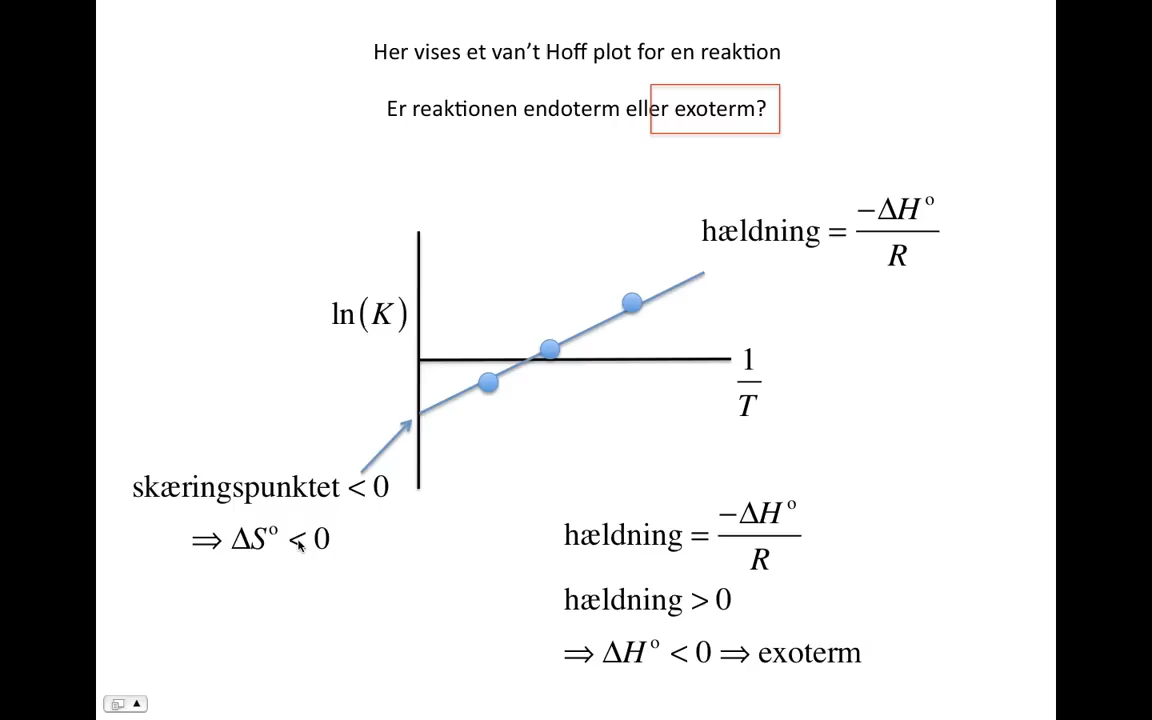 Her vises et van't Hoff plot for en reaktion
Er reaktionen endoterm eller exoterm?
hældning = −ΔH° / R
ln(K)
1 / T
skæringspunktet < 0
⇒ ΔS° < 0
hældning = −ΔH° / R
hældning > 0
⇒ ΔH° < 0 ⇒ exoterm